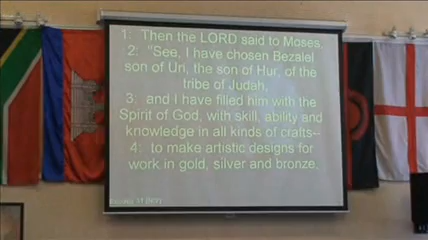 1: Then the LORD said to Moses,
2: "See, I have chosen Bezalel
son of Uri, the son of Hur, of the
tribe of Judah,
3: and I have filled him with the
Spirit of God, with skill, ability and
knowledge in all kinds of crafts--
4: to make artistic designs for
work in gold, silver and bronze,